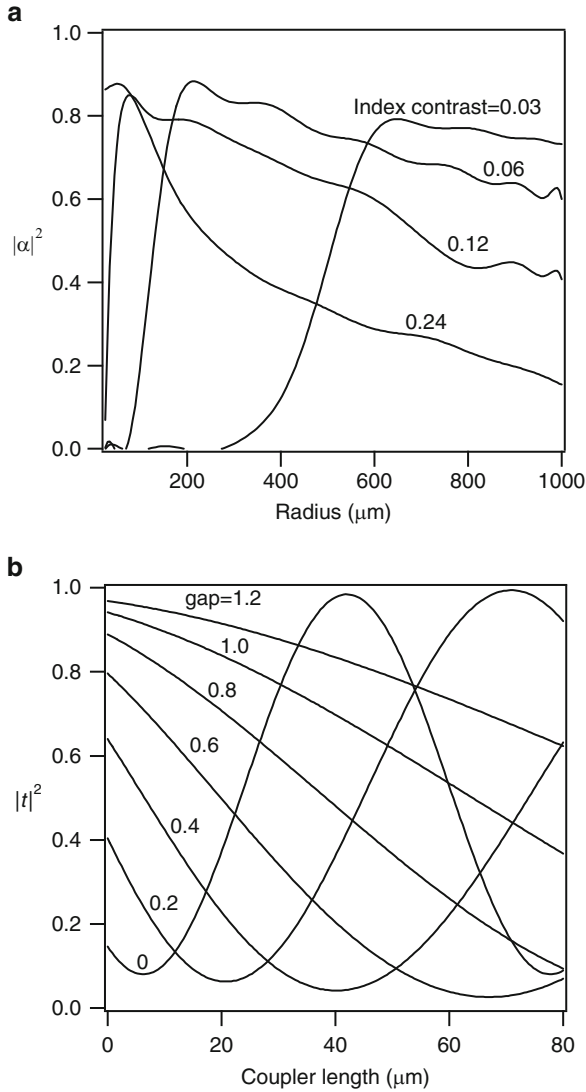 a
1.0
0.8
0.6
0.4
0.2
0.0
|α|²
Index contrast=0.03
0.06
0.12
0.24
200 400 600 800 1000
Radius (μm)
b
1.0
0.8
0.6
0.4
0.2
0.0
|t|²
gap=1.2
1.0
0.8
0.6
0.4
0.2
0
0 20 40 60 80
Coupler length (μm)